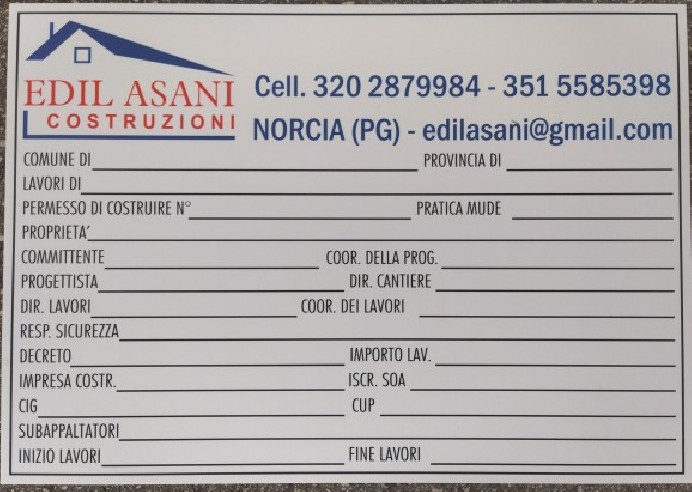 EDIL ASANI
COSTRUZIONI
Cell. 320 2879984 - 351 5585398
NORCIA (PG) - edilasani@gmail.com
COMUNE DI PROVINCIA DI
LAVORI DI
PERMESSO DI COSTRUIRE N° PRATICA MUDE
PROPRIETA'
COMMITTENTE COOR. DELLA PROG.
PROGETTISTA DIR. CANTIERE
DIR. LAVORI COOR. DEI LAVORI
RESP. SICUREZZA
DECRETO IMPORTO LAV.
IMPRESA COSTR. ISCR. SOA
CIG CUP
SUBAPPALTATORI
INIZIO LAVORI FINE LAVORI